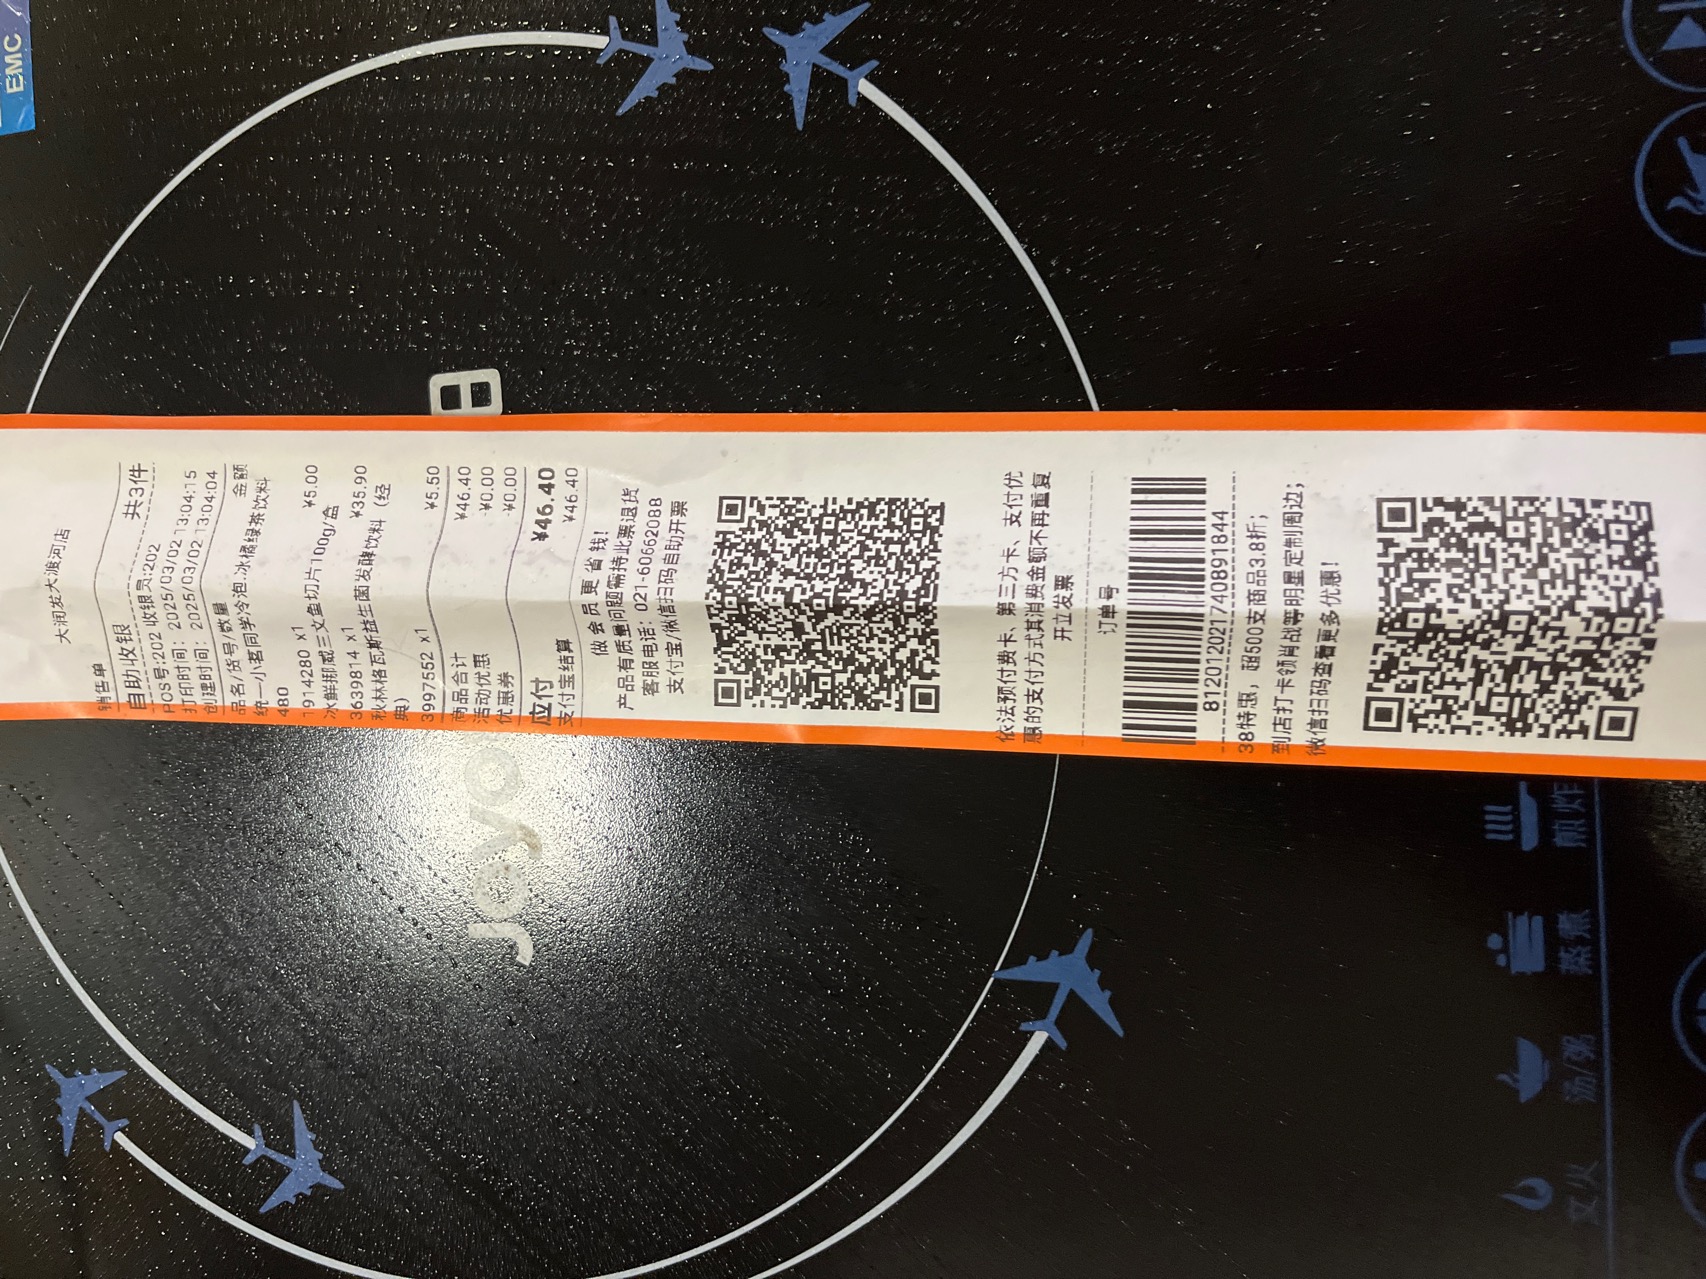 大润发大渡河店
销售单
自助收银 共3件
POS号:202 收银员:202
打印时间: 2025/03/02 13:04:15
创建时间: 2025/03/02 13:04:04
品名/货号/数量 金额
统一小茗同学冷泡.冰橘绿茶饮料
480
1914280 x1 ¥5.00
冰鲜挪威三文鱼切片100g/盒
3639814 x1 ¥35.90
秋林格瓦斯益生菌发酵饮料（经
典）
3997552 x1 ¥5.50
商品合计 ¥46.40
活动优惠 -¥0.00
优惠券 -¥0.00
应付 ¥46.40
支付宝结算 ¥46.40
做会员 更省钱!
产品有质量问题需持此票退货
客服电话: 021-60662088
支付宝/微信扫码自助开票
依法预付费卡、第三方卡、支付优
惠的支付方式其消费金额不再重复
开立发票
订单号
812012021740891844
38特惠, 超500支商品3.8折;
到店打卡领肖战等明星定制周边;
微信扫码查看更多优惠!
EMC
JOYO
煎炸
蒸煮
汤/粥